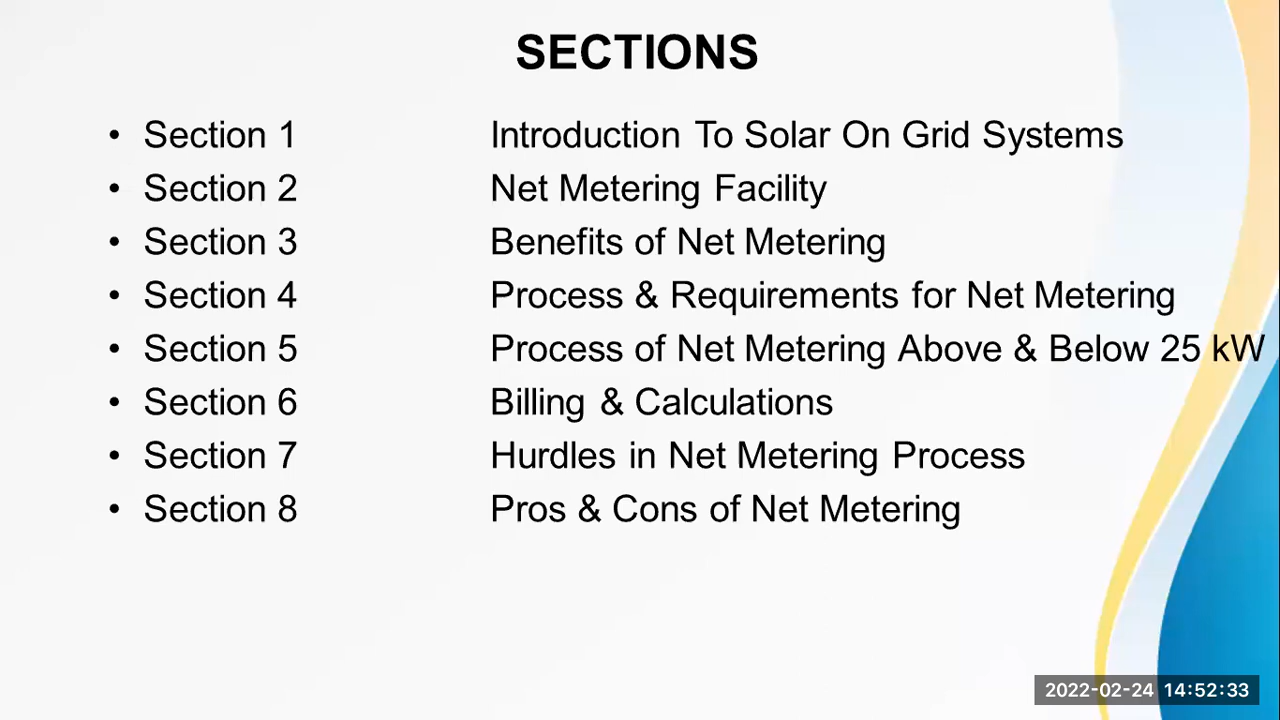 SECTIONS
• Section 1 Introduction To Solar On Grid Systems
• Section 2 Net Metering Facility
• Section 3 Benefits of Net Metering
• Section 4 Process & Requirements for Net Metering
• Section 5 Process of Net Metering Above & Below 25 kW
• Section 6 Billing & Calculations
• Section 7 Hurdles in Net Metering Process
• Section 8 Pros & Cons of Net Metering
2022-02-24 14:52:33